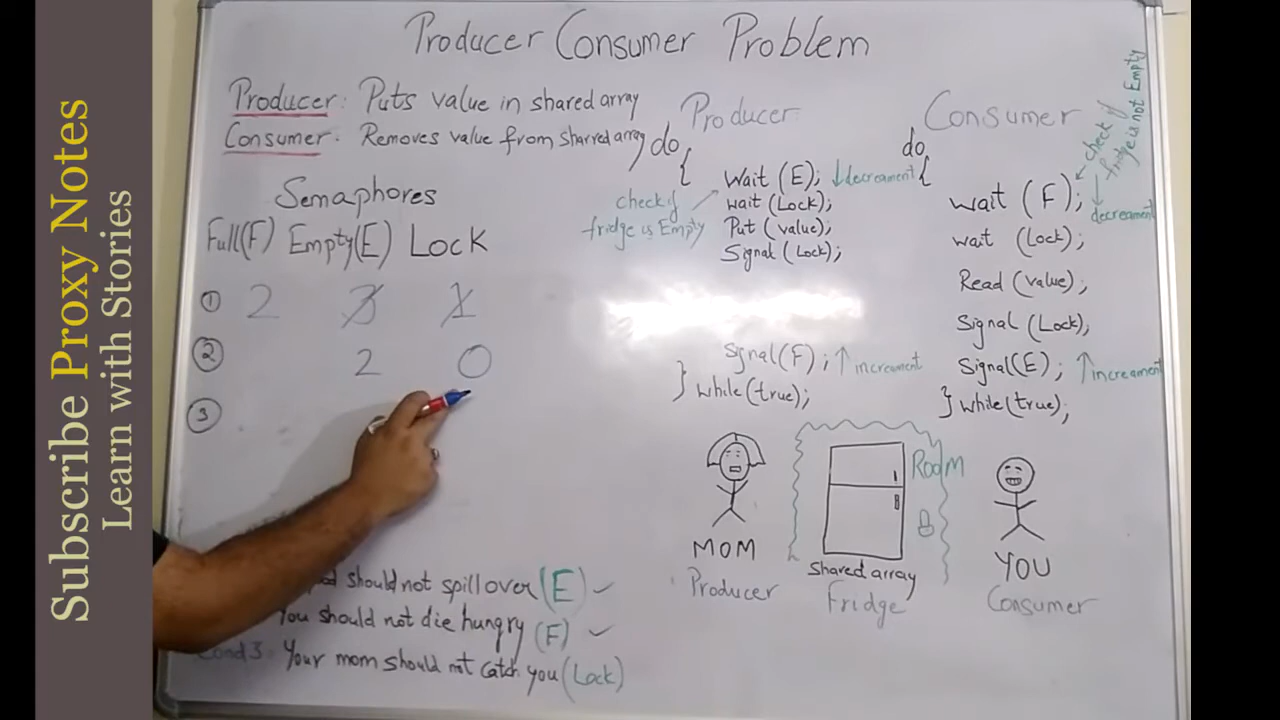 Subscribe Proxy Notes
Learn with Stories
Producer Consumer Problem
Producer: Puts value in shared array
Consumer: Removes value from sharred array
Semaphores
Full(F) Empty(E) Lock
① 2 3 1
② 2 0
③
should not spill over (E) ✓
You should not die hungry (F) ✓
Cond 3: Your mom should not catch you (Lock)
Producer
do
{
Wait (E); ↓decreament
check if
fridge is Empty
wait (Lock);
Put (value);
Signal (Lock);
Signal (F); ↑increament
} while(true);
Consumer
do
{
wait (F);
check if
fridge is not Empty
↓
decreament
wait (Lock);
Read (value);
Signal (Lock);
Signal(E); ↑increament
} while(true);
Room
MOM
Producer
Shared array
Fridge
YOU
Consumer